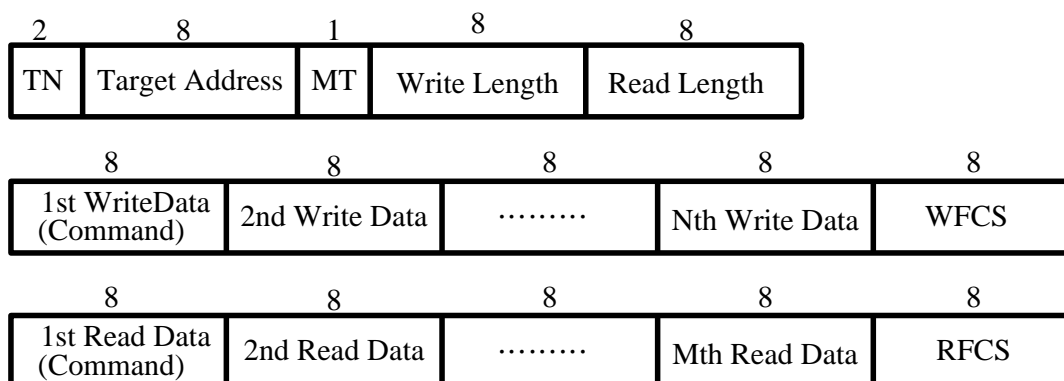 2 8 1 8 8
TN Target Address MT Write Length Read Length
8 8 8 8 8
1st WriteData
(Command) 2nd Write Data ········· Nth Write Data WFCS
8 8 8 8 8
1st Read Data
(Command) 2nd Read Data ········· Mth Read Data RFCS